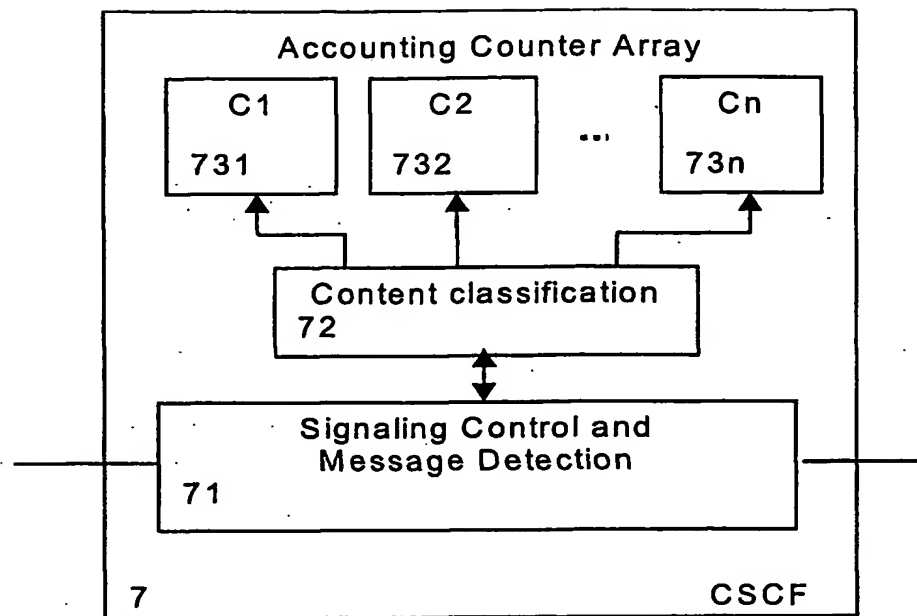 Accounting Counter Array
C1
731
C2
732
...
Cn
73n
Content classification
72
Signaling Control and
Message Detection
71
7
CSCF